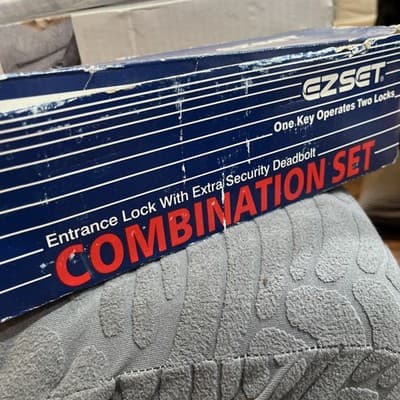 EZSET
One Key Operates Two Locks
Entrance Lock With Extra Security Deadbolt
COMBINATION SET